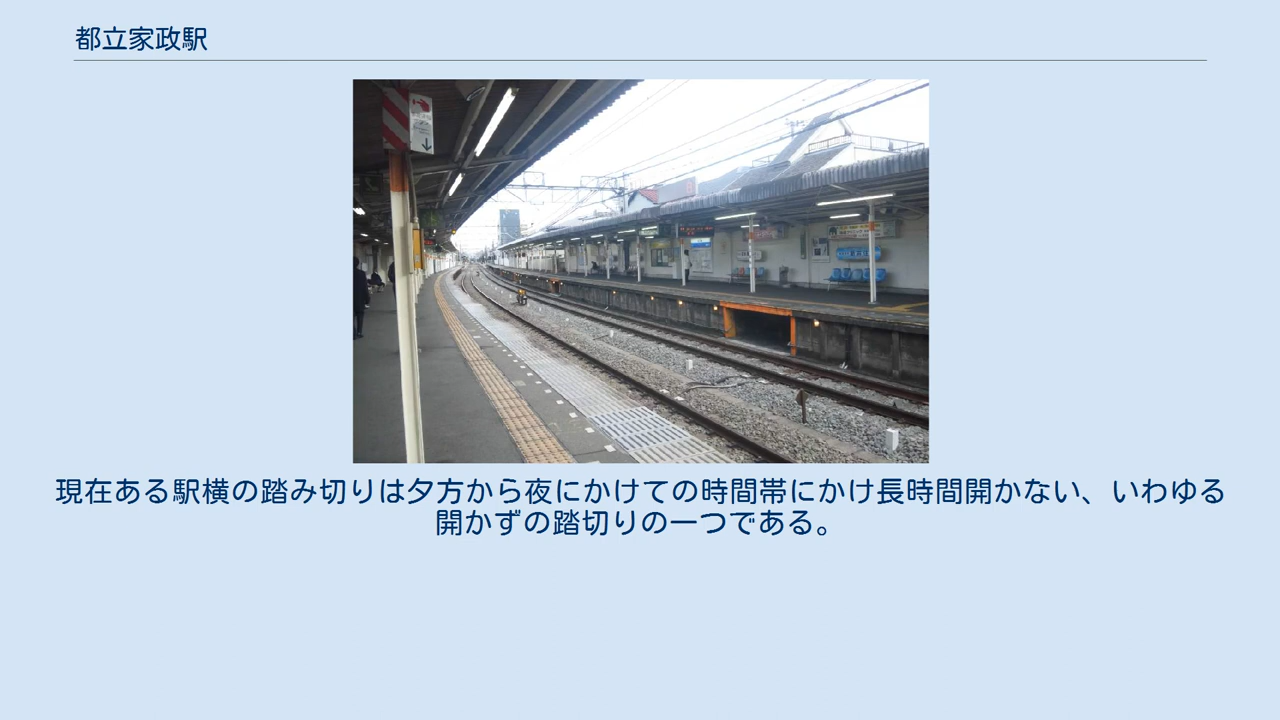 都立家政駅
現在ある駅横の踏み切りは夕方から夜にかけての時間帯にかけ長時間開かない、いわゆる
開かずの踏切りの一つである。